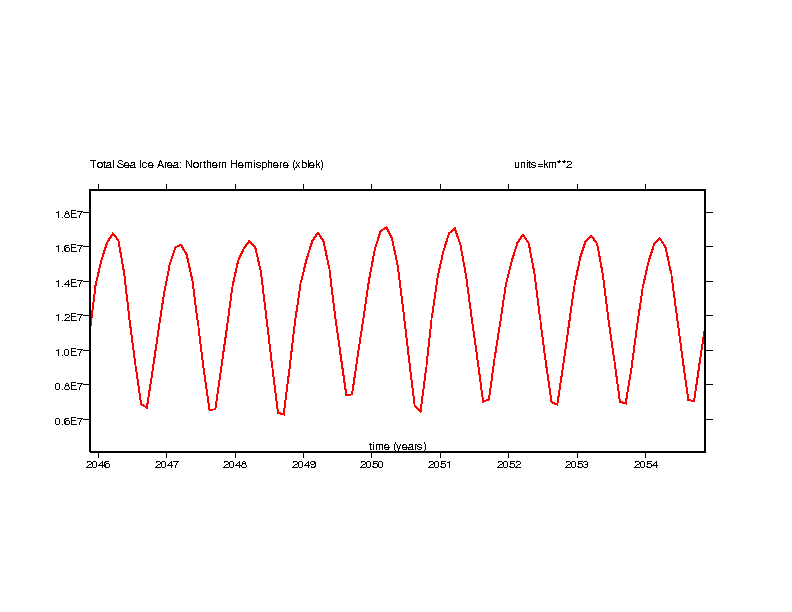 Total Sea Ice Area: Northern Hemisphere (xblek) units=km**2
1.8E7
1.6E7
1.4E7
1.2E7
1.0E7
0.8E7
0.6E7
time (years)
2046 2047 2048 2049 2050 2051 2052 2053 2054